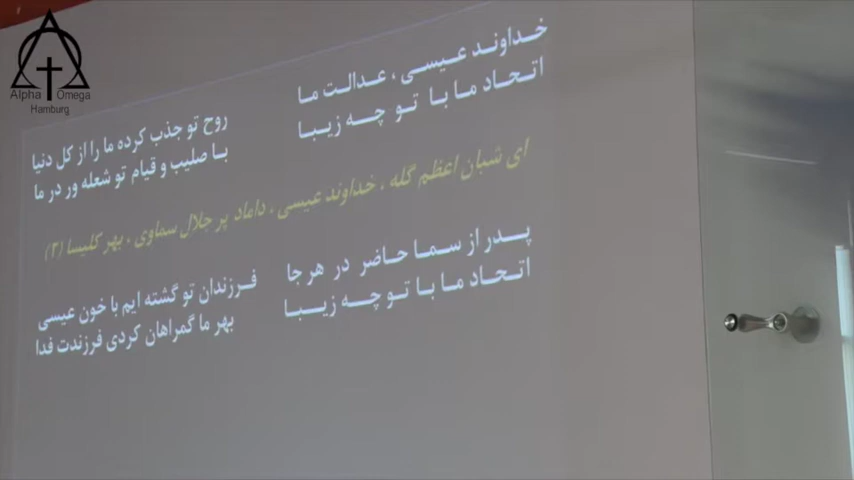 Alpha Omega
Hamburg
خداوند عیسی ، عدالت ما
روح تو جذب کرده ما را از کل دنیا
اتحاد ما با تو چه زیبا
با صلیب و قیام تو شعله ور در ما
ای شبان اعظم گله ، خداوند عیسی ، داماد پر جلال سماوی ، بهر کلیسا (۲)
پدر از سما حاضر در هر جا
فرزندان تو گشته ایم با خون عیسی
اتحاد ما با تو چه زیبا
بهر ما گمراهان کردی فرزندت فدا